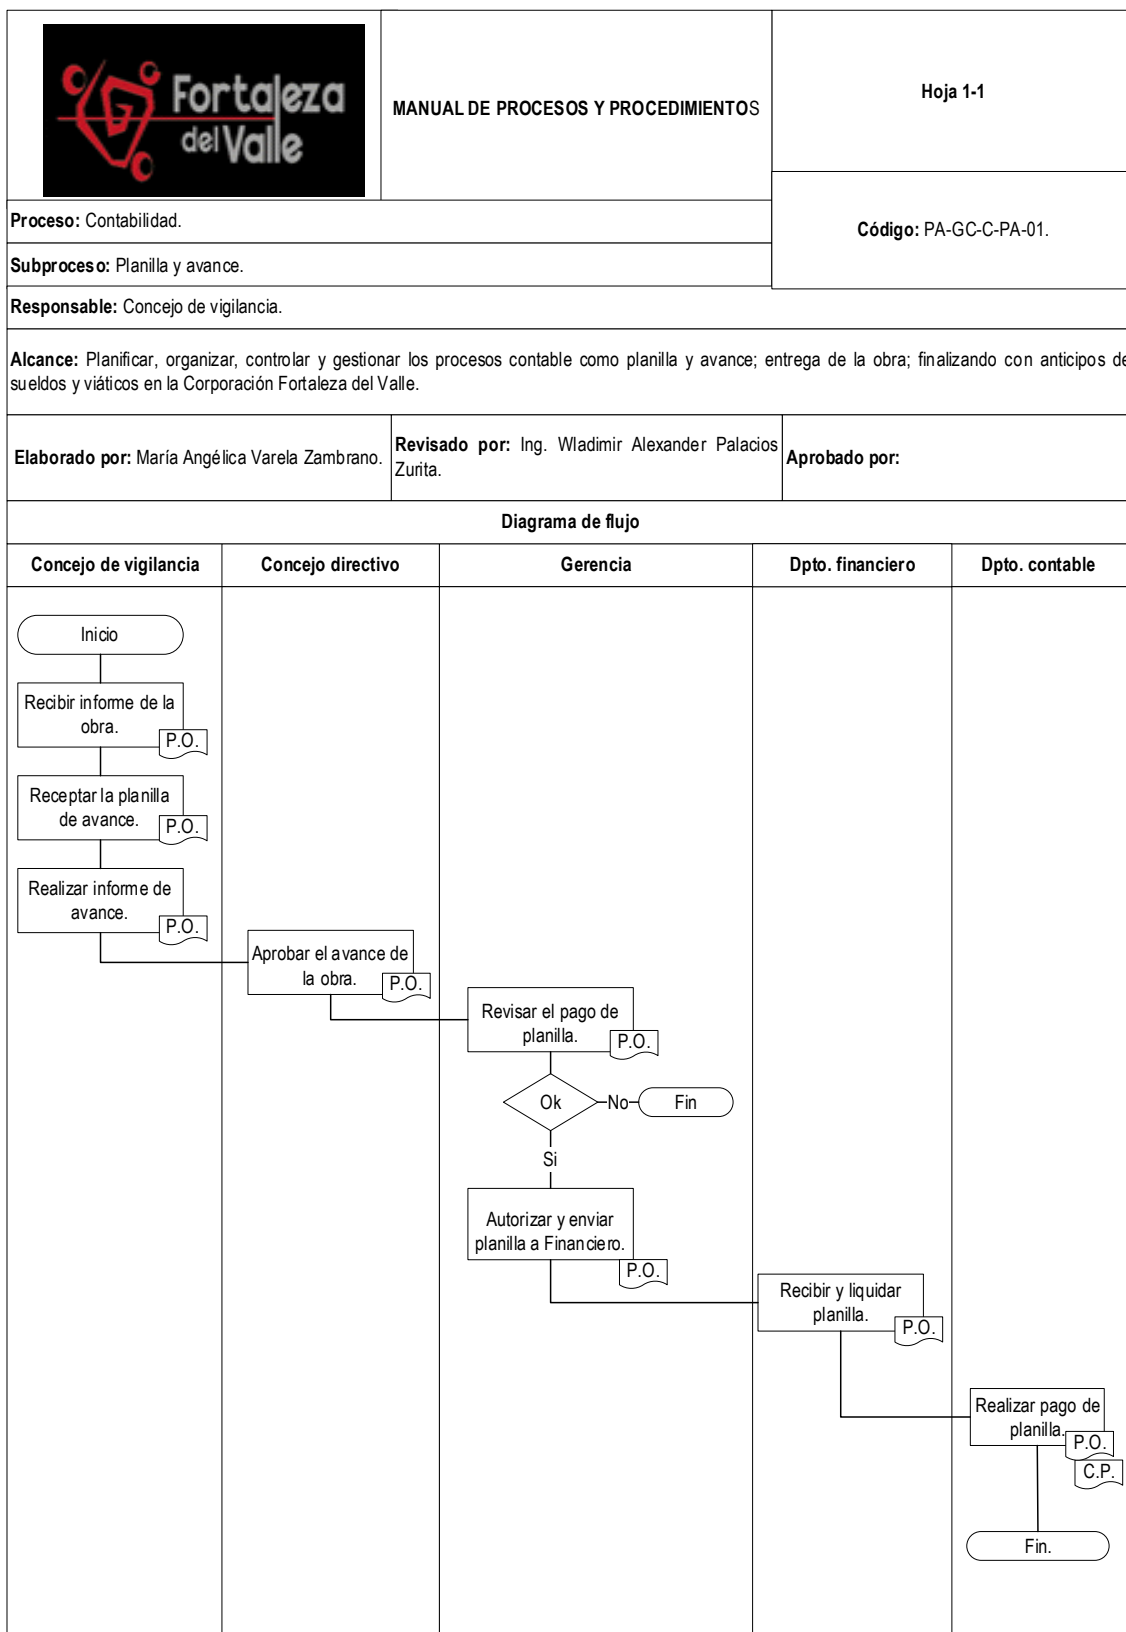 Fortaleza
del Valle
MANUAL DE PROCESOS Y PROCEDIMIENTOS
Hoja 1-1
Proceso: Contabilidad.
Código: PA-GC-C-PA-01.
Subproceso: Planilla y avance.
Responsable: Concejo de vigilancia.
Alcance: Planificar, organizar, controlar y gestionar los procesos contable como planilla y avance; entrega de la obra; finalizando con anticipos de
sueldos y viáticos en la Corporación Fortaleza del Valle.
Elaborado por: María Angélica Varela Zambrano.
Revisado por: Ing. Wladimir Alexander Palacios
Zurita.
Aprobado por:
Diagrama de flujo
Concejo de vigilancia
Concejo directivo
Gerencia
Dpto. financiero
Dpto. contable
Inicio
Recibir informe de la
obra.
P.O.
Receptar la planilla
de avance.
P.O.
Realizar informe de
avance.
P.O.
Aprobar el avance de
la obra.
P.O.
Revisar el pago de
planilla.
P.O.
Ok
No
Fin
Si
Autorizar y enviar
planilla a Financiero.
P.O.
Recibir y liquidar
planilla.
P.O.
Realizar pago de
planilla.
P.O.
C.P.
Fin.